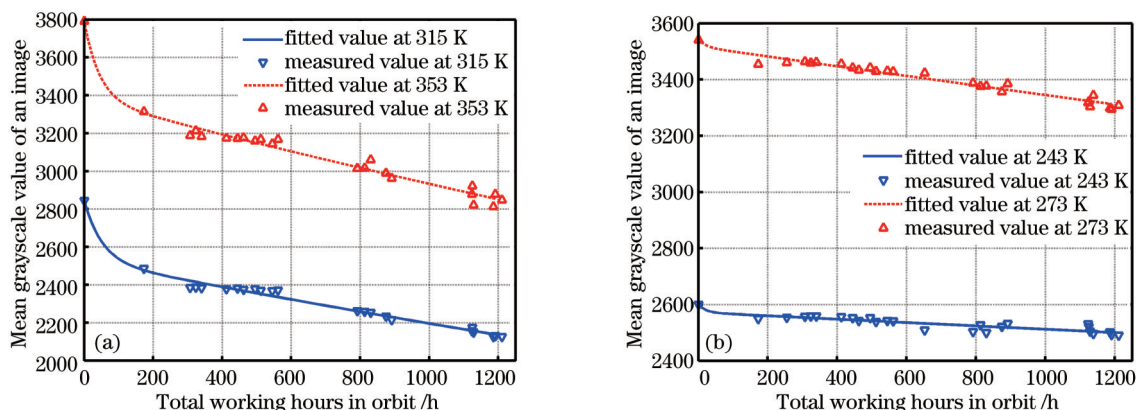 3800
3600
3400
3200
3000
2800
2600
2400
2200
2000
Mean grayscale value of an image
fitted value at 315 K
measured value at 315 K
fitted value at 353 K
measured value at 353 K
(a)
0 200 400 600 800 1000 1200
Total working hours in orbit /h
3600
3400
3200
3000
2800
2600
2400
Mean grayscale value of an image
fitted value at 243 K
measured value at 243 K
fitted value at 273 K
measured value at 273 K
(b)
0 200 400 600 800 1000 1200
Total working hours in orbit /h